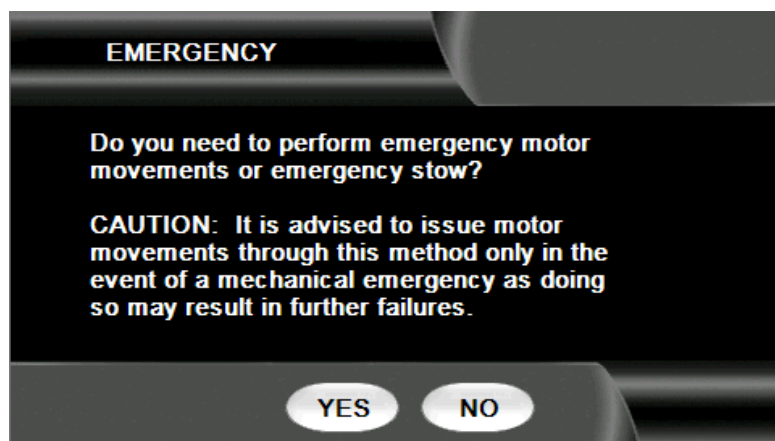 EMERGENCY
Do you need to perform emergency motor
movements or emergency stow?
CAUTION:  It is advised to issue motor
movements through this method only in the
event of a mechanical emergency as doing
so may result in further failures.
YES NO